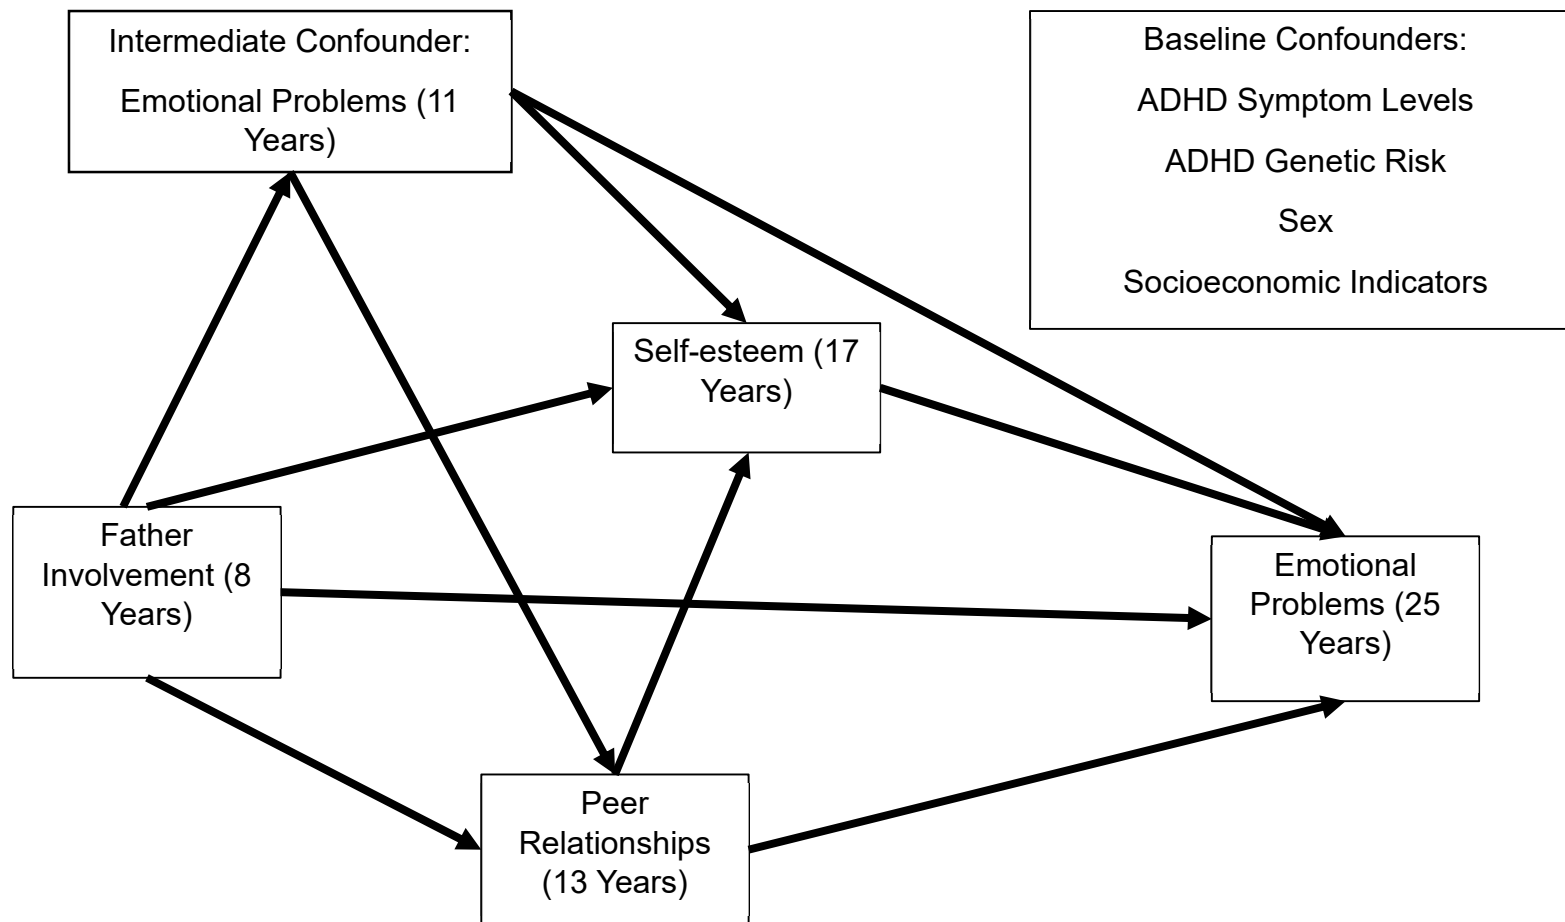 Intermediate Confounder:
Emotional Problems (11
Years)
Baseline Confounders:
ADHD Symptom Levels
ADHD Genetic Risk
Sex
Socioeconomic Indicators
Self-esteem (17
Years)
Father
Involvement (8
Years)
Emotional
Problems (25
Years)
Peer
Relationships
(13 Years)